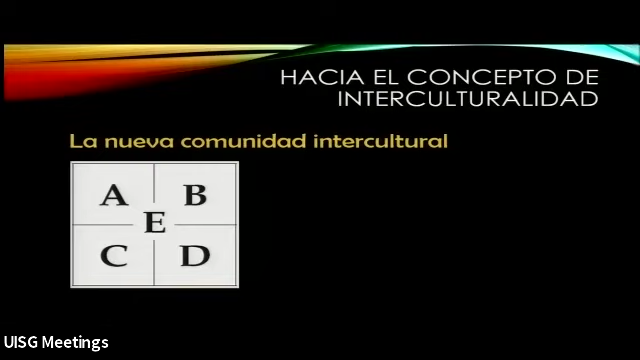 HACIA EL CONCEPTO DE
INTERCULTURALIDAD
La nueva comunidad intercultural
A B
E
C D
UISG Meetings